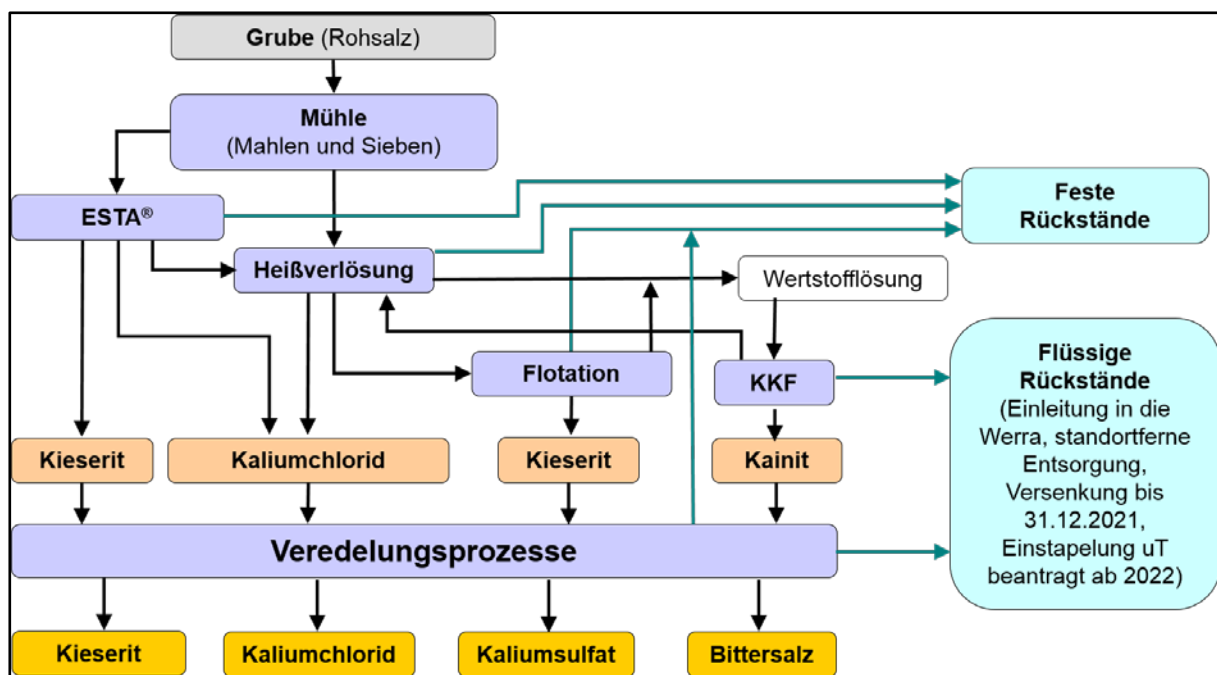 Grube (Rohsalz)
Mühle
(Mahlen und Sieben)
ESTA®
Feste
Rückstände
Heißverlösung
Wertstofflösung
Flotation
KKF
Flüssige
Rückstände
(Einleitung in die
Werra, standortferne
Entsorgung,
Versenkung bis
31.12.2021,
Einstapelung uT
beantragt ab 2022)
Kieserit
Kaliumchlorid
Kieserit
Kainit
Veredelungsprozesse
Kieserit
Kaliumchlorid
Kaliumsulfat
Bittersalz